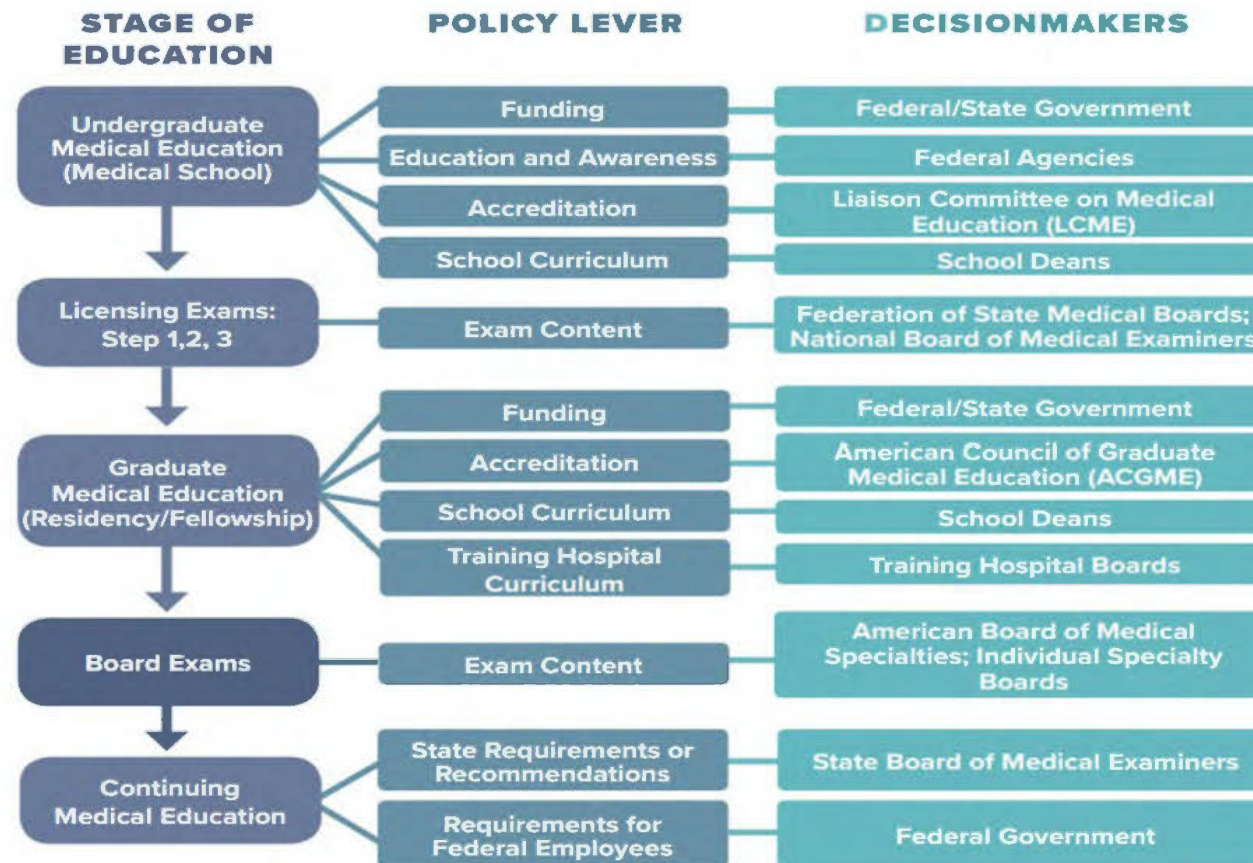 STAGE OF
EDUCATION
POLICY LEVER
DECISIONMAKERS
Undergraduate
Medical Education
(Medical School)
Funding
Federal/State Government
Education and Awareness
Federal Agencies
Accreditation
Liaison Committee on Medical
Education (LCME)
School Curriculum
School Deans
Licensing Exams:
Step 1,2, 3
Exam Content
Federation of State Medical Boards;
National Board of Medical Examiners
Graduate
Medical Education
(Residency/Fellowship)
Funding
Federal/State Government
Accreditation
American Council of Graduate
Medical Education (ACGME)
School Curriculum
School Deans
Training Hospital
Curriculum
Training Hospital Boards
Board Exams
Exam Content
American Board of Medical
Specialties; Individual Specialty
Boards
Continuing
Medical Education
State Requirements or
Recommendations
State Board of Medical Examiners
Requirements for
Federal Employees
Federal Government